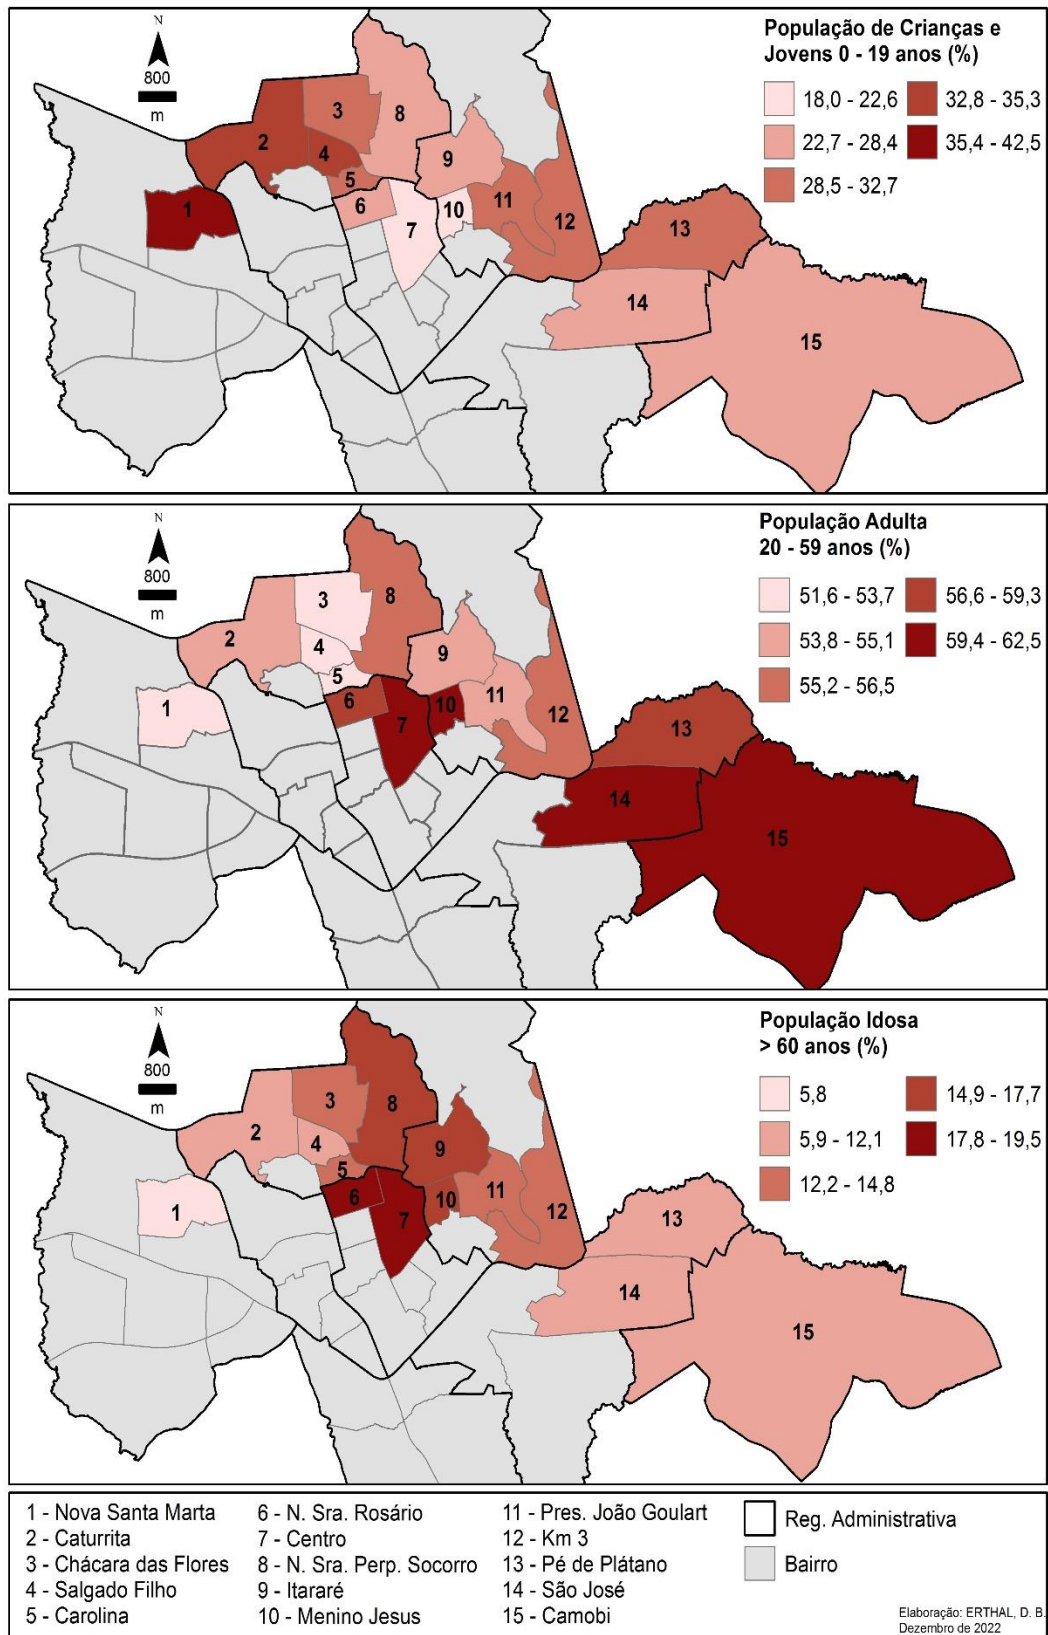 N
800
m
População de Crianças e
Jovens 0 - 19 anos (%)
18,0 - 22,6
32,8 - 35,3
22,7 - 28,4
35,4 - 42,5
28,5 - 32,7
1
2
3
4
5
6
7
8
9
10
11
12
13
14
15
N
800
m
População Adulta
20 - 59 anos (%)
51,6 - 53,7
56,6 - 59,3
53,8 - 55,1
59,4 - 62,5
55,2 - 56,5
1
2
3
4
5
6
7
8
9
10
11
12
13
14
15
N
800
m
População Idosa
> 60 anos (%)
5,8
14,9 - 17,7
5,9 - 12,1
17,8 - 19,5
12,2 - 14,8
1
2
3
4
5
6
7
8
9
10
11
12
13
14
15
1 - Nova Santa Marta
2 - Caturrita
3 - Chácara das Flores
4 - Salgado Filho
5 - Carolina
6 - N. Sra. Rosário
7 - Centro
8 - N. Sra. Perp. Socorro
9 - Itararé
10 - Menino Jesus
11 - Pres. João Goulart
12 - Km 3
13 - Pé de Plátano
14 - São José
15 - Camobi
Reg. Administrativa
Bairro
Elaboração: ERTHAL, D. B.
Dezembro de 2022